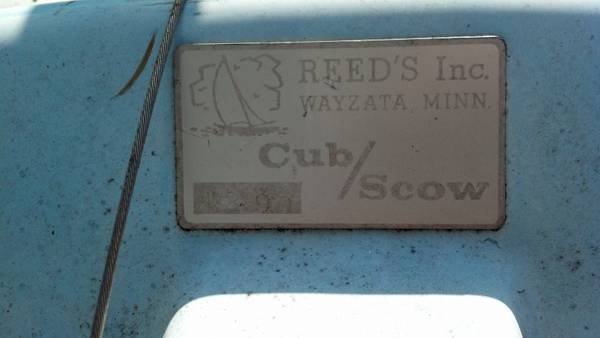 REED'S Inc.
WAYZATA, MINN.
Cub/
Scow